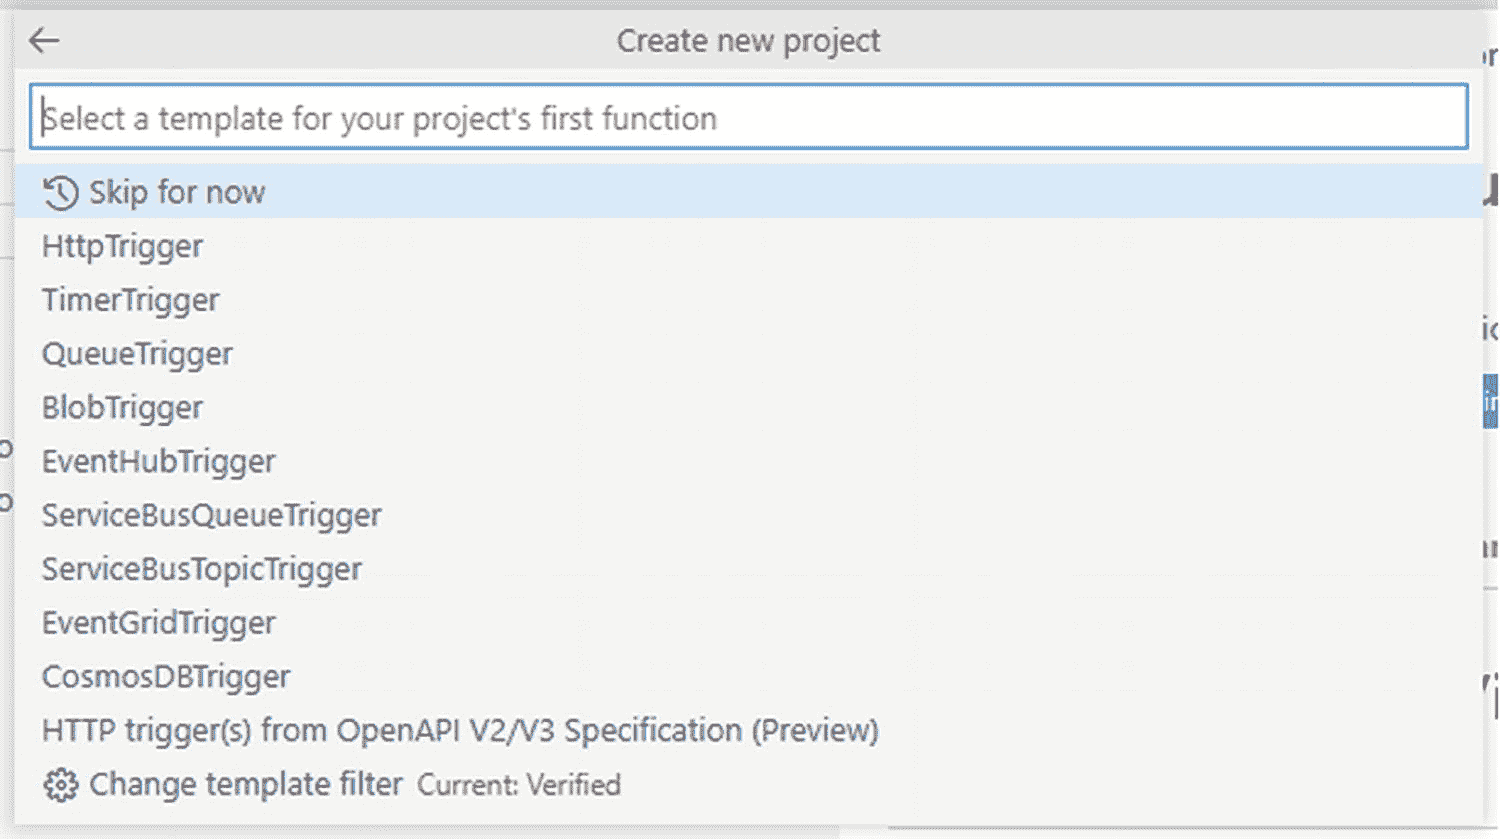 Create new project
Select a template for your project's first function
Skip for now
HttpTrigger
TimerTrigger
QueueTrigger
BlobTrigger
EventHubTrigger
ServiceBusQueueTrigger
ServiceBusTopicTrigger
EventGridTrigger
CosmosDBTrigger
HTTP trigger(s) from OpenAPI V2/V3 Specification (Preview)
Change template filter Current: Verified